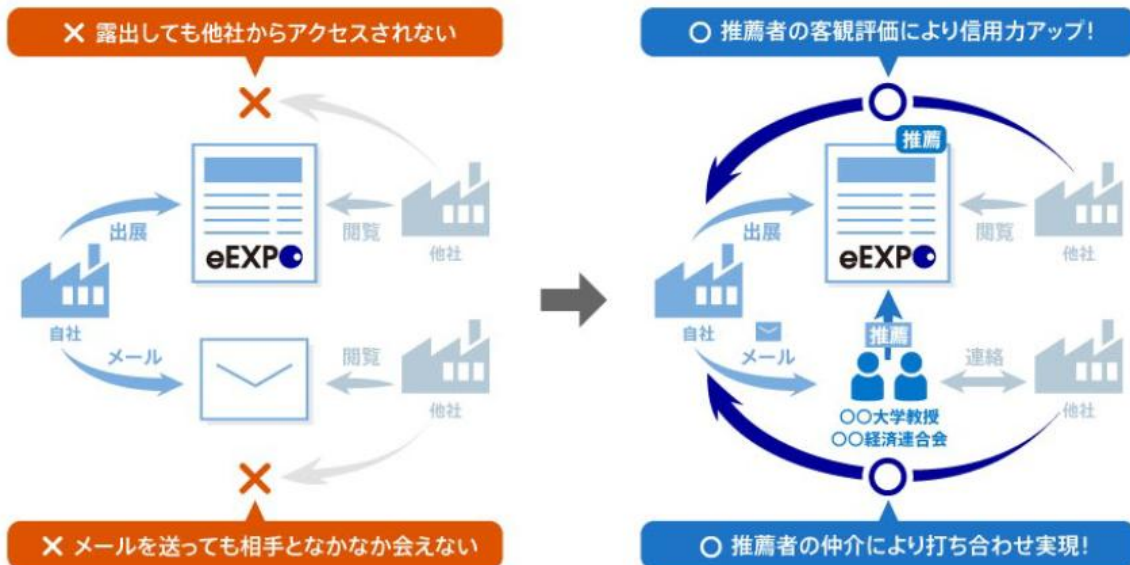 × 露出しても他社からアクセスされない
出展
eEXPO
閲覧
他社
自社
メール
閲覧
他社
× メールを送っても相手となかなか会えない
○ 推薦者の客観評価により信用力アップ！
推薦
出展
eEXPO
閲覧
他社
自社
メール
推薦
連絡
他社
○○大学教授
○○経済連合会
○ 推薦者の仲介により打ち合わせ実現！